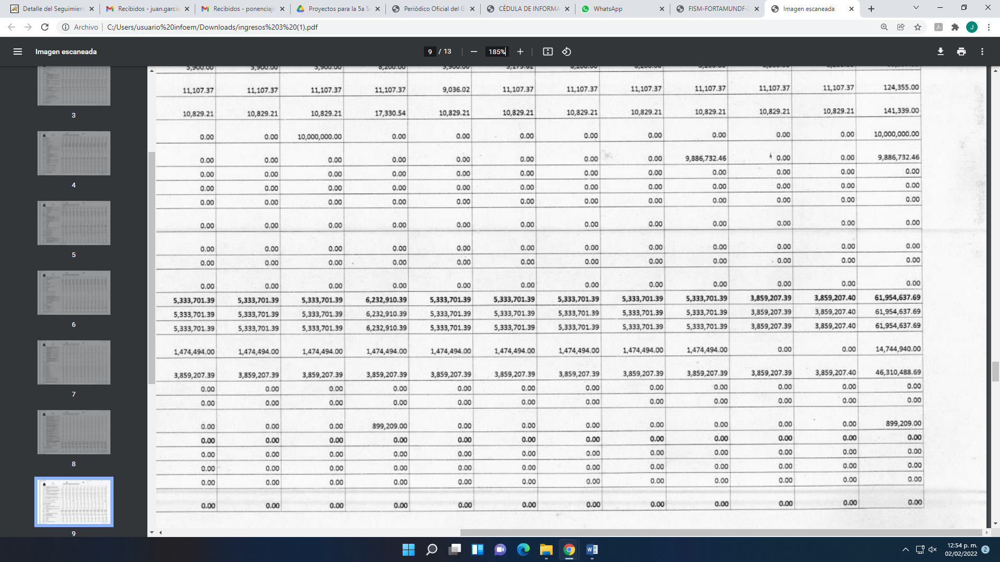 Detalle del Seguimient
Recibidos - juan.garcia
Recibidos - ponenciajr
Proyectos para la 5a S
Periódico Oficial del G
CÉDULA DE INFORMA
WhatsApp
FISM-FORTAMUNDF-2
Imagen escaneada
Archivo C:/Users/usuario%20infoem/Downloads/ingresos%203%20(1).pdf
J
Imagen escaneada 9 / 13 185%
5,900.00 5,900.00 5,900.00 8,200.00 5,900.00 5,175.62 8,200.00
11,107.37 11,107.37 11,107.37 11,107.37 9,036.02 11,107.37 11,107.37 11,107.37 11,107.37 11,107.37 11,107.37 124,355.00
10,829.21 10,829.21 10,829.21 17,330.54 10,829.21 10,829.21 10,829.21 10,829.21 10,829.21 10,829.21 10,829.21 141,339.00
0.00 0.00 10,000,000.00 0.00 0.00 0.00 0.00 0.00 0.00 0.00 0.00 10,000,000.00
0.00 0.00 0.00 0.00 0.00 0.00 0.00 0.00 9,886,732.46 0.00 0.00 9,886,732.46
0.00 0.00 0.00 0.00 0.00 0.00 0.00 0.00 0.00 0.00 0.00 0.00
0.00 0.00 0.00 0.00 0.00 0.00 0.00 0.00 0.00 0.00 0.00 0.00
0.00 0.00 0.00 0.00 0.00 0.00 0.00 0.00 0.00 0.00 0.00 0.00
0.00 0.00 0.00 0.00 0.00 0.00 0.00 0.00 0.00 0.00 0.00 0.00
0.00 0.00 0.00 0.00 0.00 0.00 0.00 0.00 0.00 0.00 0.00 0.00
0.00 0.00 0.00 0.00 0.00 0.00 0.00 0.00 0.00 0.00 0.00 0.00
0.00 0.00 0.00 0.00 0.00 0.00 0.00 0.00 0.00 0.00 0.00 0.00
5,333,701.39 5,333,701.39 5,333,701.39 6,232,910.39 5,333,701.39 5,333,701.39 5,333,701.39 5,333,701.39 5,333,701.39 3,859,207.39 3,859,207.40 61,954,637.69
5,333,701.39 5,333,701.39 5,333,701.39 6,232,910.39 5,333,701.39 5,333,701.39 5,333,701.39 5,333,701.39 5,333,701.39 3,859,207.39 3,859,207.40 61,954,637.69
5,333,701.39 5,333,701.39 5,333,701.39 6,232,910.39 5,333,701.39 5,333,701.39 5,333,701.39 5,333,701.39 5,333,701.39 3,859,207.39 3,859,207.40 61,954,637.69
1,474,494.00 1,474,494.00 1,474,494.00 1,474,494.00 1,474,494.00 1,474,494.00 1,474,494.00 1,474,494.00 1,474,494.00 0.00 0.00 14,744,940.00
3,859,207.39 3,859,207.39 3,859,207.39 3,859,207.39 3,859,207.39 3,859,207.39 3,859,207.39 3,859,207.39 3,859,207.39 3,859,207.39 3,859,207.40 46,310,488.69
0.00 0.00 0.00 0.00 0.00 0.00 0.00 0.00 0.00 0.00 0.00 0.00
0.00 0.00 0.00 0.00 0.00 0.00 0.00 0.00 0.00 0.00 0.00 0.00
0.00 0.00 0.00 899,209.00 0.00 0.00 0.00 0.00 0.00 0.00 0.00 899,209.00
0.00 0.00 0.00 0.00 0.00 0.00 0.00 0.00 0.00 0.00 0.00 0.00
0.00 0.00 0.00 0.00 0.00 0.00 0.00 0.00 0.00 0.00 0.00 0.00
0.00 0.00 0.00 0.00 0.00 0.00 0.00 0.00 0.00 0.00 0.00 0.00
0.00 0.00 0.00 0.00 0.00 0.00 0.00 0.00 0.00 0.00 0.00 0.00
0.00 0.00 0.00 0.00 0.00 0.00 0.00 0.00 0.00 0.00 0.00 0.00
3
4
5
6
7
8
9
12:54 p. m.
02/02/2022
2